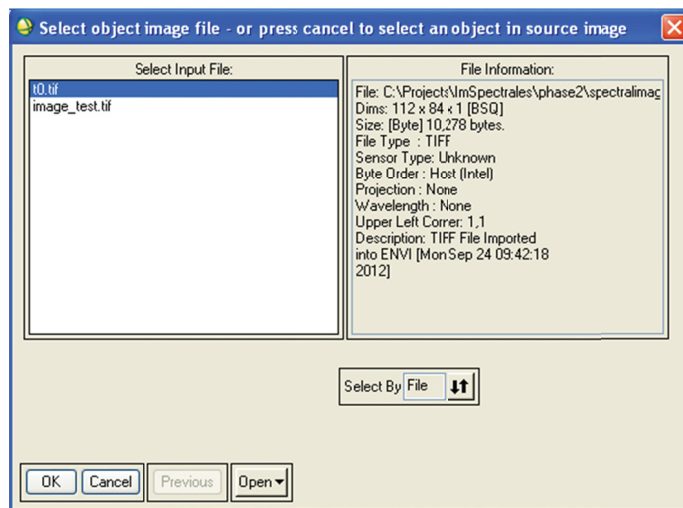 Select object image file - or press cancel to select an object in source image
Select Input File:
t0.tif
image_test.tif
File Information:
File: C:\Projects\ImSpectrales\phase2\spectralimag
Dims: 112 x 84 x 1 [BSQ]
Size: [Byte] 10,278 bytes.
File Type : TIFF
Sensor Type: Unknown
Byte Order : Host (Intel)
Projection : None
Wavelength : None
Upper Left Corner: 1,1
Description: TIFF File Imported
into ENVI [Mon Sep 24 09:42:18
2012]
Select By File
OK Cancel Previous Open